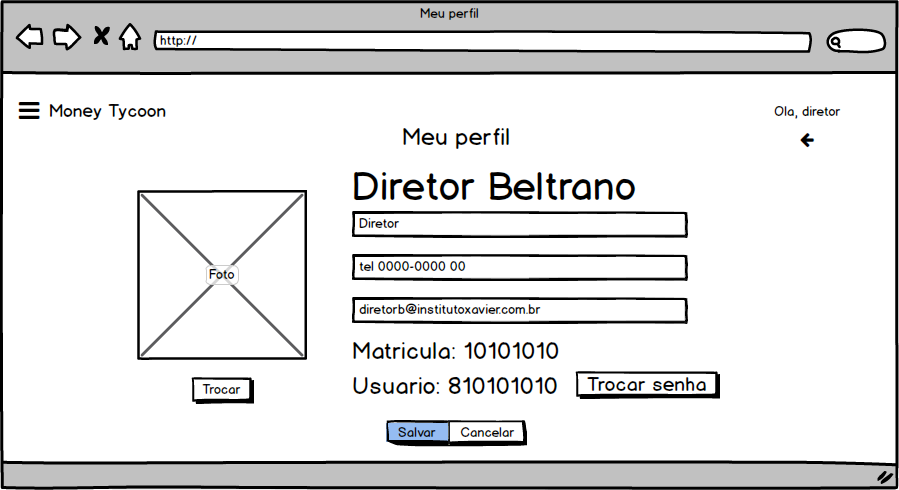 Meu perfil
http://
Money Tycoon
Ola, diretor
Meu perfil
Diretor Beltrano
Diretor
tel 0000-0000 00
Foto
diretorb@institutoxavier.com.br
Matricula: 10101010
Trocar
Usuario: 810101010
Trocar senha
Salvar
Cancelar